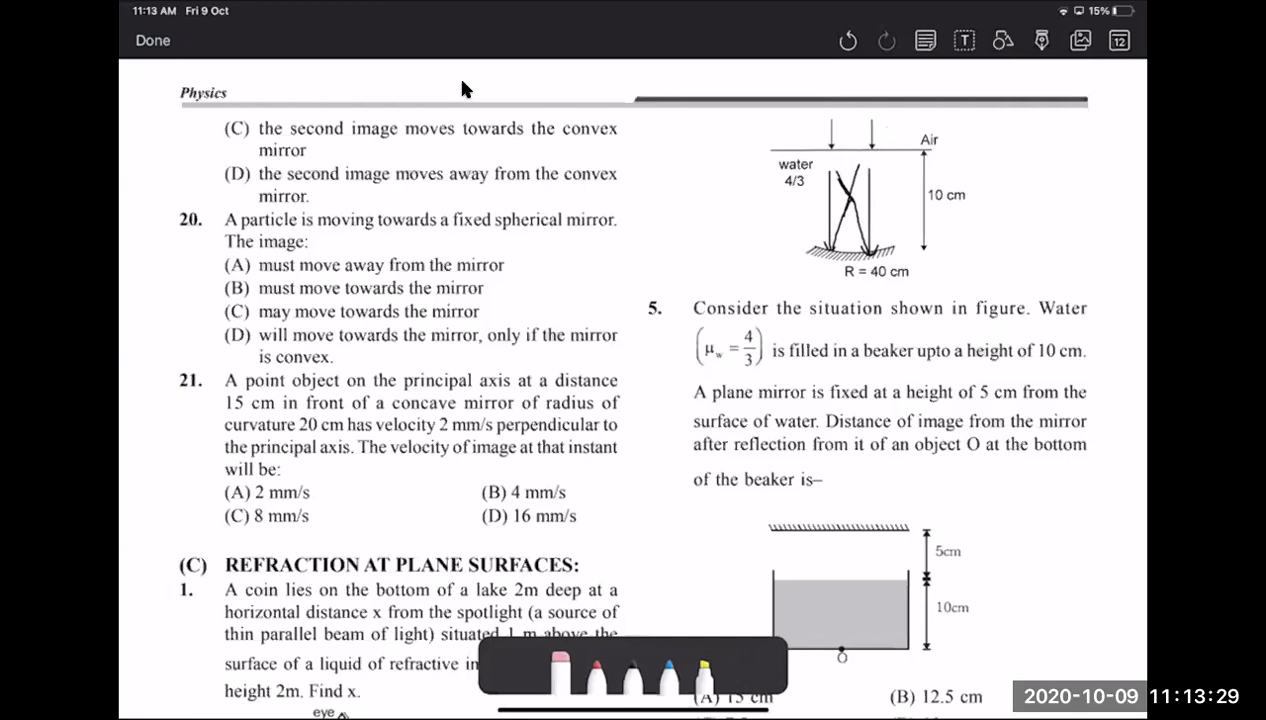 11:13 AM Fri 9 Oct
15%
Done
T
12
Physics
(C) the second image moves towards the convex
mirror
(D) the second image moves away from the convex
mirror.
20. A particle is moving towards a fixed spherical mirror.
The image:
(A) must move away from the mirror
(B) must move towards the mirror
(C) may move towards the mirror
(D) will move towards the mirror, only if the mirror
is convex.
21. A point object on the principal axis at a distance
15 cm in front of a concave mirror of radius of
curvature 20 cm has velocity 2 mm/s perpendicular to
the principal axis. The velocity of image at that instant
will be:
(A) 2 mm/s (B) 4 mm/s
(C) 8 mm/s (D) 16 mm/s
(C) REFRACTION AT PLANE SURFACES:
1. A coin lies on the bottom of a lake 2m deep at a
horizontal distance x from the spotlight (a source of
thin parallel beam of light) situated 1 m above the
surface of a liquid of refractive in
height 2m. Find x.
eye
Air
water
4/3
10 cm
R = 40 cm
5. Consider the situation shown in figure. Water
(μw = 4/3) is filled in a beaker upto a height of 10 cm.
A plane mirror is fixed at a height of 5 cm from the
surface of water. Distance of image from the mirror
after reflection from it of an object O at the bottom
of the beaker is–
5cm
10cm
O
(A) 15 cm (B) 12.5 cm
2020-10-09 11:13:29